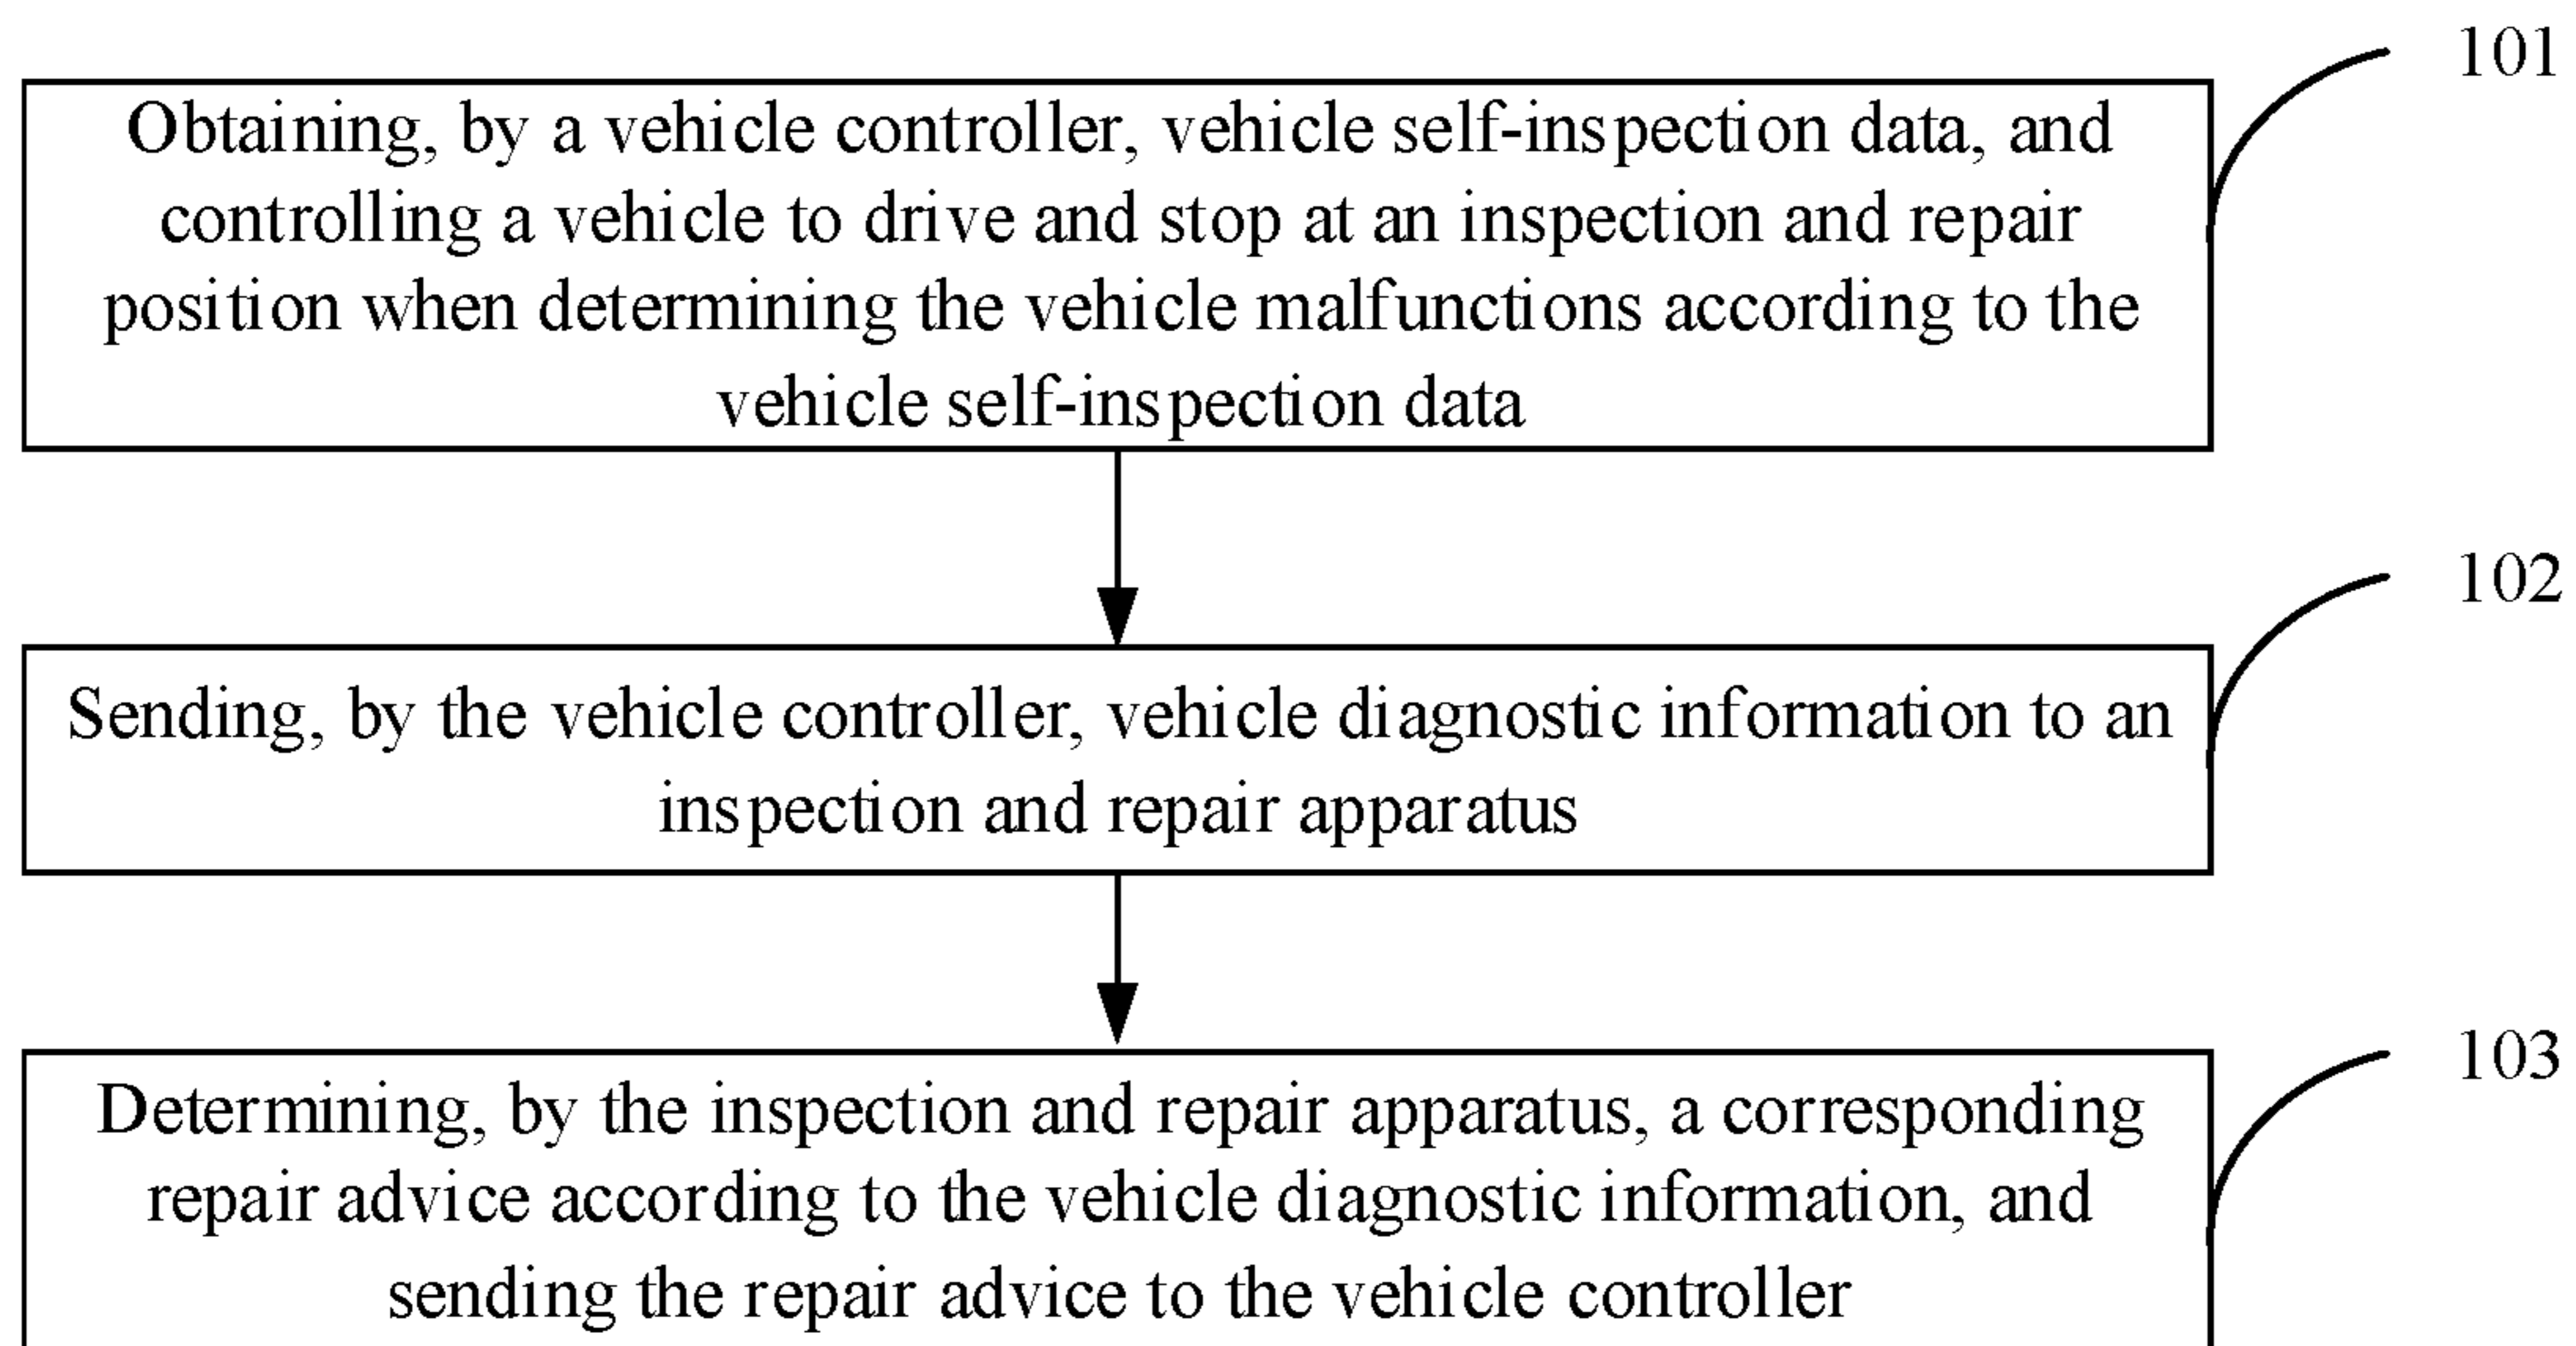 101
Obtaining, by a vehicle controller, vehicle self-inspection data, and
controlling a vehicle to drive and stop at an inspection and repair
position when determining the vehicle malfunctions according to the
vehicle self-inspection data
102
Sending, by the vehicle controller, vehicle diagnostic information to an
inspection and repair apparatus
103
Determining, by the inspection and repair apparatus, a corresponding
repair advice according to the vehicle diagnostic information, and
sending the repair advice to the vehicle controller